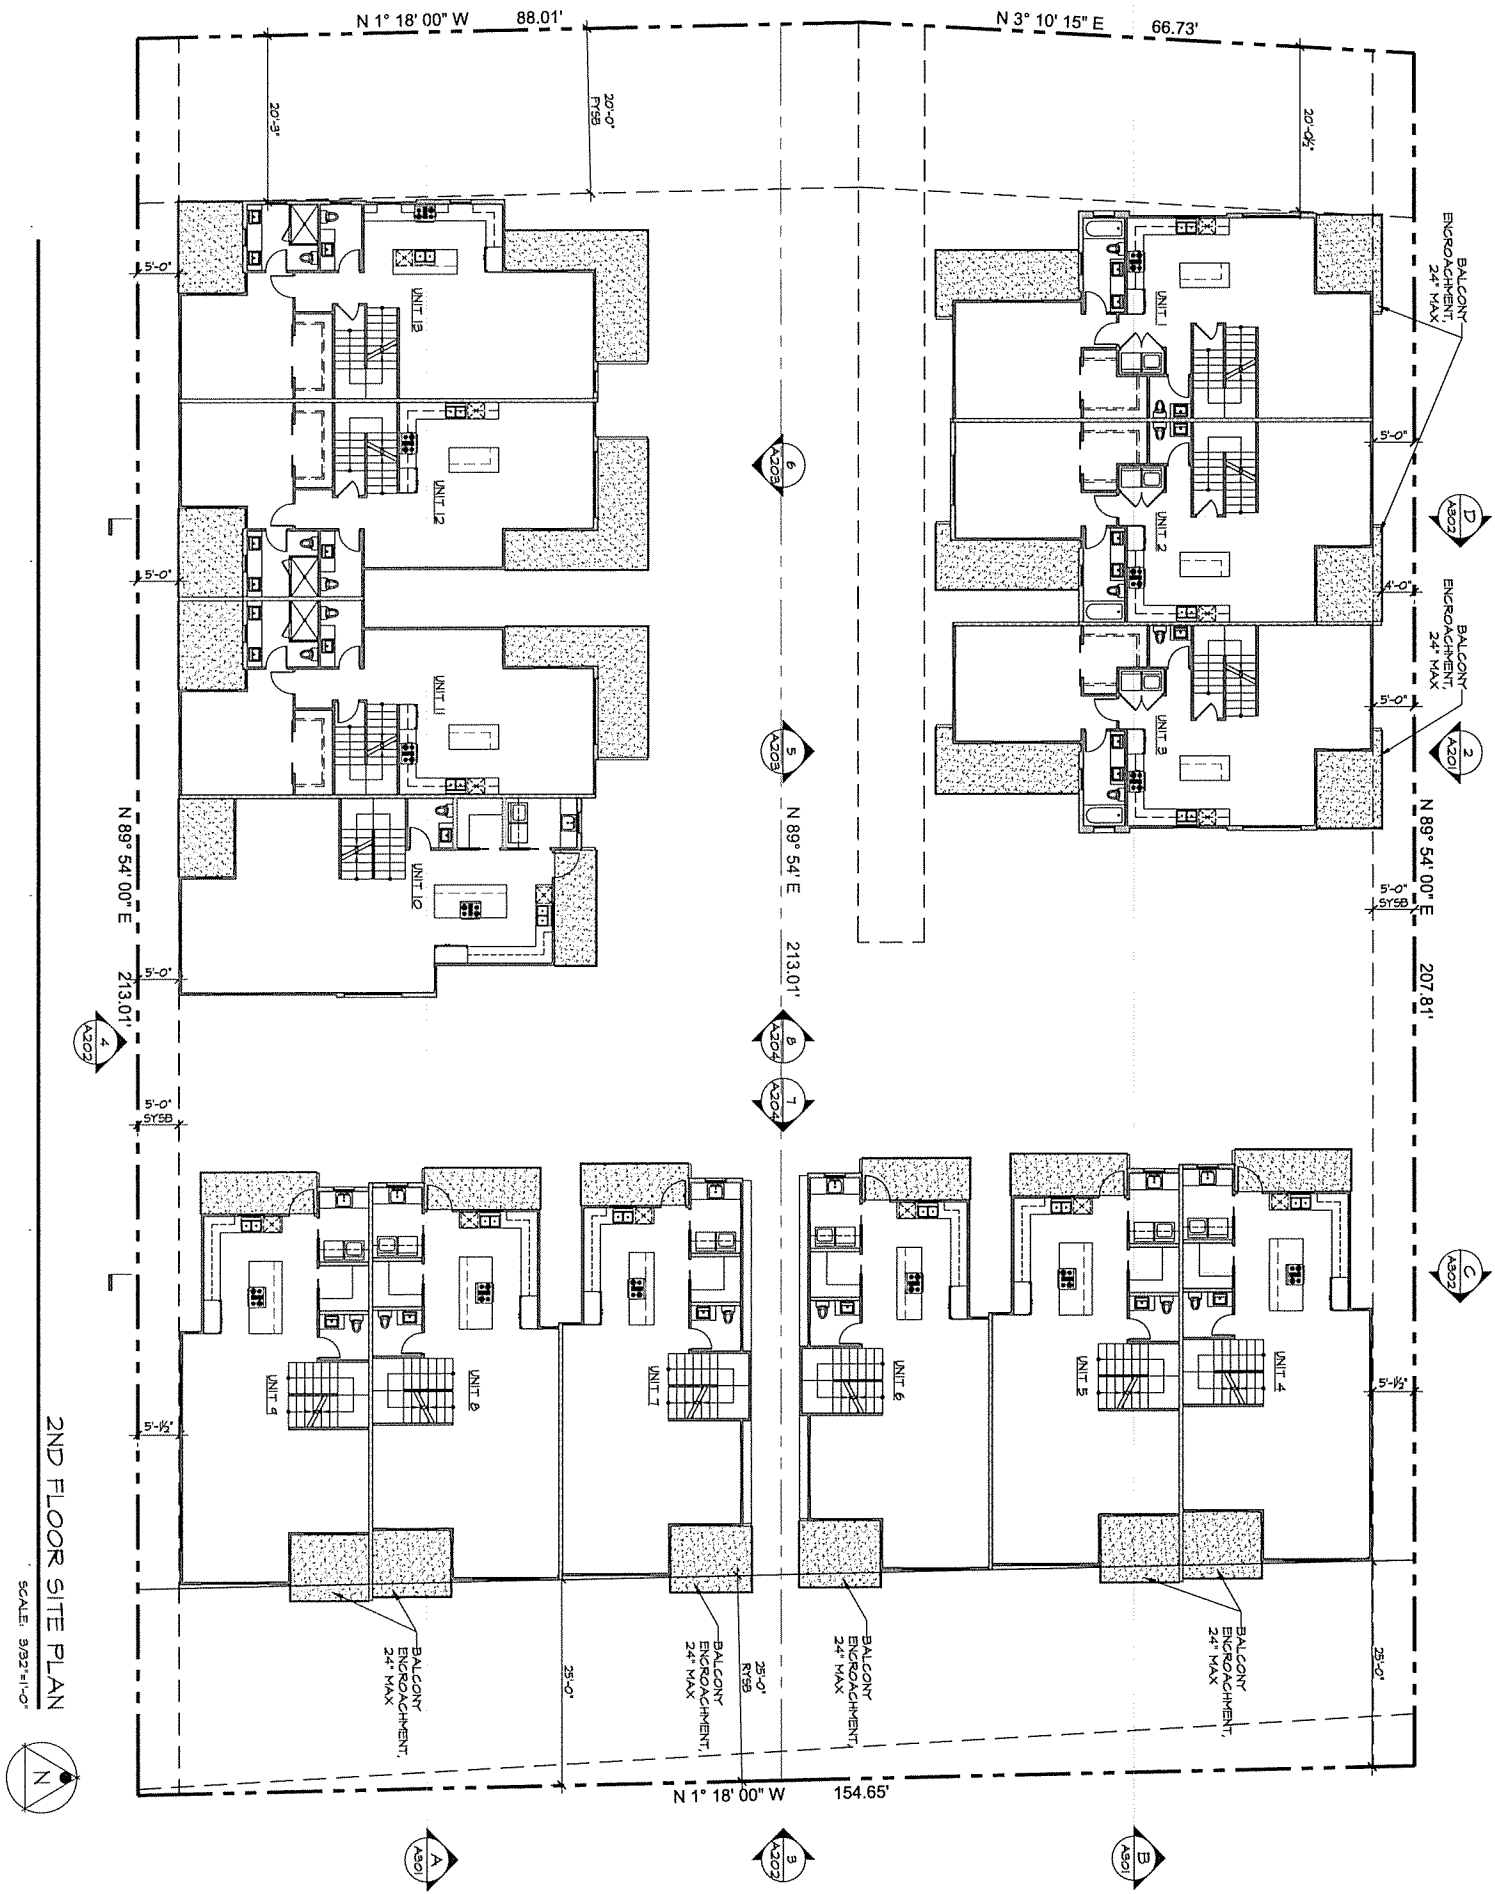 N 1° 18' 00" W 88.01'
N 3° 10' 15" E 66.73'
20'-3"
20'-0"
FYSB
20'-0½"
BALCONY
ENCROACHMENT,
24" MAX
5'-0"
UNIT 13
UNIT 1
6
A203
5'-0"
D
A302
UNIT 12
UNIT 2
5'-0"
4'-0"
BALCONY
ENCROACHMENT,
24" MAX
UNIT 11
UNIT 3
5'-0"
5
A203
2
A201
N 89° 54' 00" E 213.01'
N 89° 54' E 213.01'
N 89° 54' 00" E 207.81'
UNIT 10
5'-0"
SYSB
5'-0"
4
A202
8
A204
7
A204
5'-0"
SYSB
C
A302
UNIT 9
UNIT 8
UNIT 7
UNIT 6
UNIT 5
UNIT 4
5'-1½"
5'-1½"
BALCONY
ENCROACHMENT,
24" MAX
BALCONY
ENCROACHMENT,
24" MAX
BALCONY
ENCROACHMENT,
24" MAX
BALCONY
ENCROACHMENT,
24" MAX
25'-0"
25'-0"
RYSB
25'-0"
N 1° 18' 00" W 154.65'
A
A301
3
A202
B
A301
2ND FLOOR SITE PLAN
SCALE: 3/32"=1'-0"
N